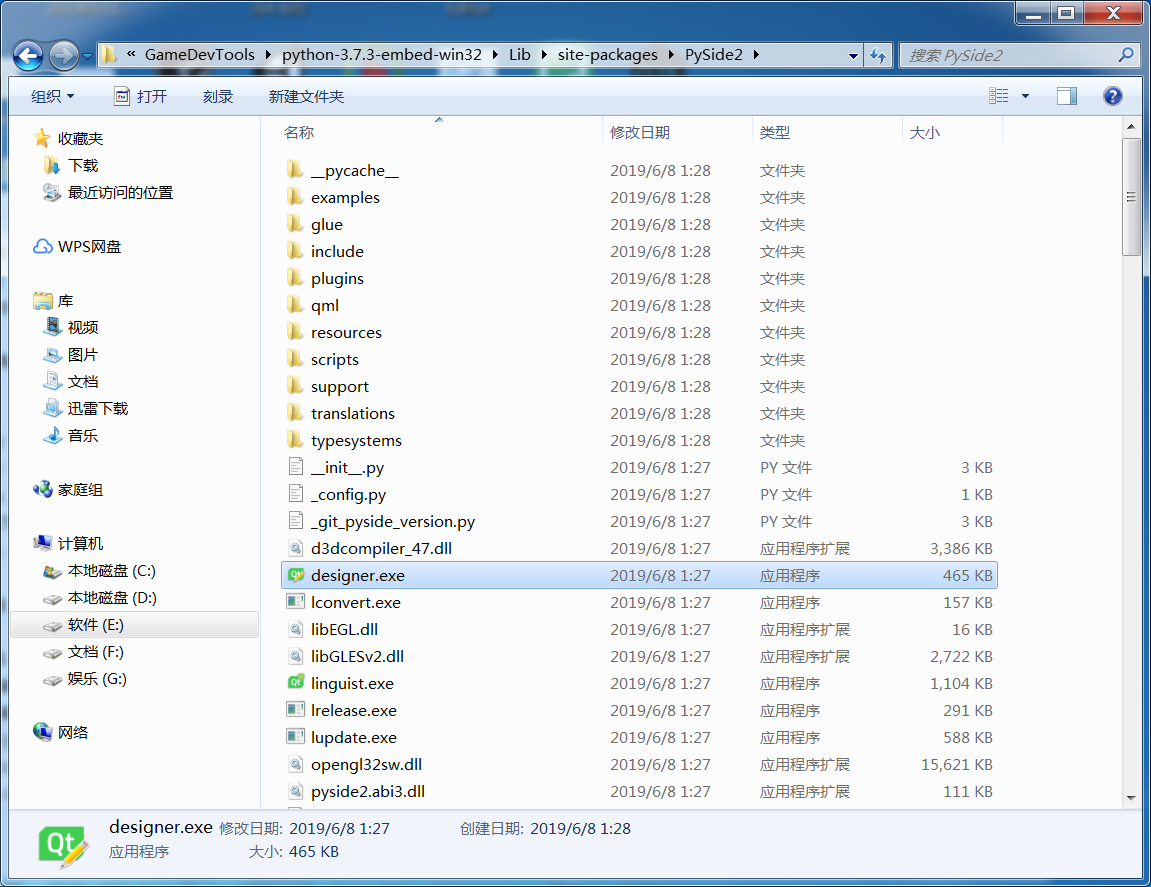 « GameDevTools python-3.7.3-embed-win32 Lib site-packages PySide2
搜索 PySide2
组织 打开 刻录 新建文件夹
收藏夹
下载
最近访问的位置
WPS网盘
库
视频
图片
文档
迅雷下载
音乐
家庭组
计算机
本地磁盘 (C:)
本地磁盘 (D:)
软件 (E:)
文档 (F:)
娱乐 (G:)
网络
名称 修改日期 类型 大小
__pycache__ 2019/6/8 1:28 文件夹
examples 2019/6/8 1:28 文件夹
glue 2019/6/8 1:28 文件夹
include 2019/6/8 1:28 文件夹
plugins 2019/6/8 1:28 文件夹
qml 2019/6/8 1:28 文件夹
resources 2019/6/8 1:28 文件夹
scripts 2019/6/8 1:28 文件夹
support 2019/6/8 1:28 文件夹
translations 2019/6/8 1:28 文件夹
typesystems 2019/6/8 1:28 文件夹
__init__.py 2019/6/8 1:27 PY 文件 3 KB
_config.py 2019/6/8 1:27 PY 文件 1 KB
_git_pyside_version.py 2019/6/8 1:27 PY 文件 3 KB
d3dcompiler_47.dll 2019/6/8 1:27 应用程序扩展 3,386 KB
designer.exe 2019/6/8 1:27 应用程序 465 KB
lconvert.exe 2019/6/8 1:27 应用程序 157 KB
libEGL.dll 2019/6/8 1:27 应用程序扩展 16 KB
libGLESv2.dll 2019/6/8 1:27 应用程序扩展 2,722 KB
linguist.exe 2019/6/8 1:27 应用程序 1,104 KB
lrelease.exe 2019/6/8 1:27 应用程序 291 KB
lupdate.exe 2019/6/8 1:27 应用程序 588 KB
opengl32sw.dll 2019/6/8 1:27 应用程序扩展 15,621 KB
pyside2.abi3.dll 2019/6/8 1:27 应用程序扩展 111 KB
Qt
designer.exe 修改日期: 2019/6/8 1:27 创建日期: 2019/6/8 1:28
应用程序 大小: 465 KB